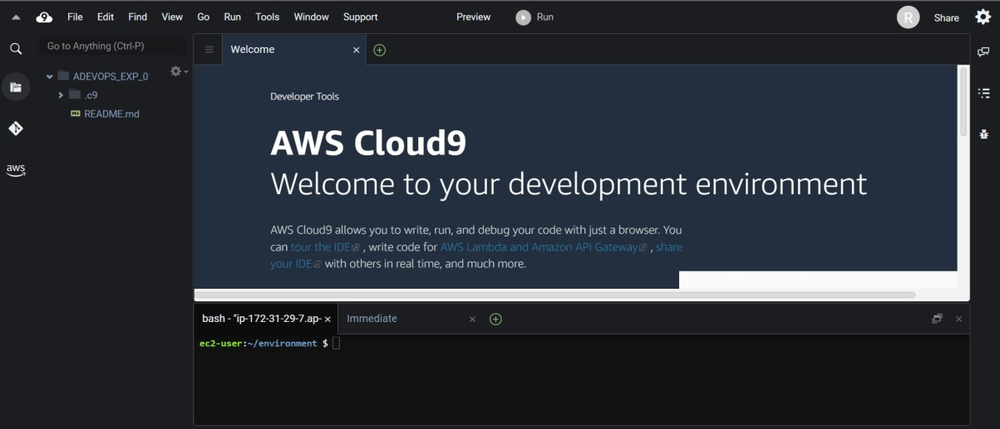 9 File Edit Find View Go Run Tools Window Support Preview Run R Share
Go to Anything (Ctrl-P)
ADEVOPS_EXP_0
.c9
README.md
aws
Welcome
Developer Tools
AWS Cloud9
Welcome to your development environment
AWS Cloud9 allows you to write, run, and debug your code with just a browser. You
can tour the IDE , write code for AWS Lambda and Amazon API Gateway , share
your IDE with others in real time, and much more.
bash - "ip-172-31-29-7.ap- Immediate
ec2-user:~/environment $